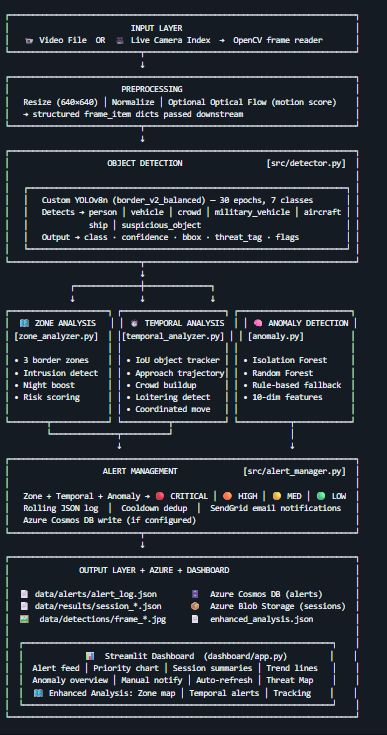 INPUT LAYER
Video File OR Live Camera Index → OpenCV frame reader
PREPROCESSING
Resize (640×640) | Normalize | Optional Optical Flow (motion score)
→ structured frame_item dicts passed downstream
OBJECT DETECTION [src/detector.py]
Custom YOLOv8n (border_v2_balanced) — 30 epochs, 7 classes
Detects → person | vehicle | crowd | military_vehicle | aircraft
ship | suspicious_object
Output → class · confidence · bbox · threat_tag · flags
ZONE ANALYSIS
[zone_analyzer.py]
• 3 border zones
• Intrusion detect
• Night boost
• Risk scoring
TEMPORAL ANALYSIS
[temporal_analyzer.py]
• IoU object tracker
• Approach trajectory
• Crowd buildup
• Loitering detect
• Coordinated move
ANOMALY DETECTION
[anomaly.py]
• Isolation Forest
• Random Forest
• Rule-based fallback
• 10-dim features
ALERT MANAGEMENT [src/alert_manager.py]
Zone + Temporal + Anomaly → CRITICAL | HIGH | MED | LOW
Rolling JSON log | Cooldown dedup | SendGrid email notifications
Azure Cosmos DB write (if configured)
OUTPUT LAYER + AZURE + DASHBOARD
data/alerts/alert_log.json Azure Cosmos DB (alerts)
data/results/session_*.json Azure Blob Storage (sessions)
data/detections/frame_*.jpg enhanced_analysis.json
Streamlit Dashboard (dashboard/app.py)
Alert feed | Priority chart | Session summaries | Trend lines
Anomaly overview | Manual notify | Auto-refresh | Threat Map
Enhanced Analysis: Zone map | Temporal alerts | Tracking